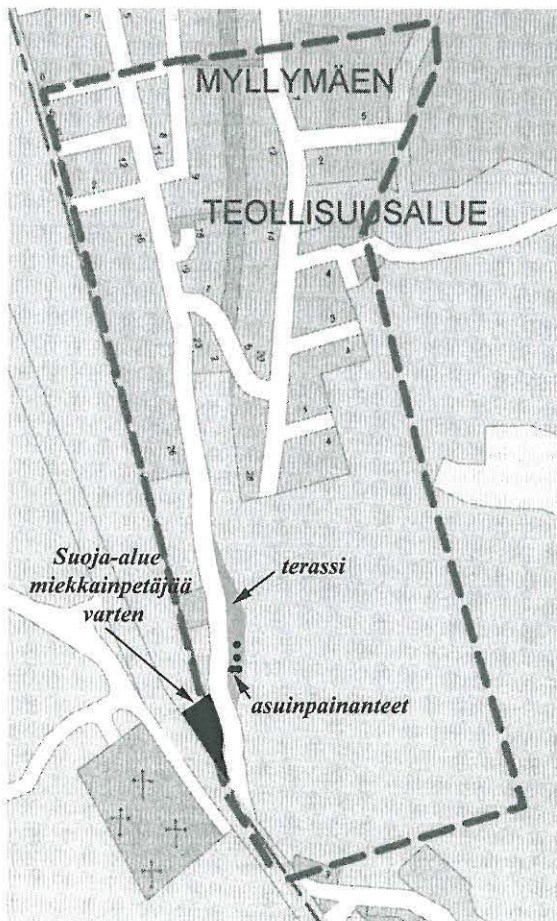 MYLLYMÄEN
TEOLLISUUSALUE
Suoja-alue
miekkainpetäjää
varten
terassi
asuinpainanteet